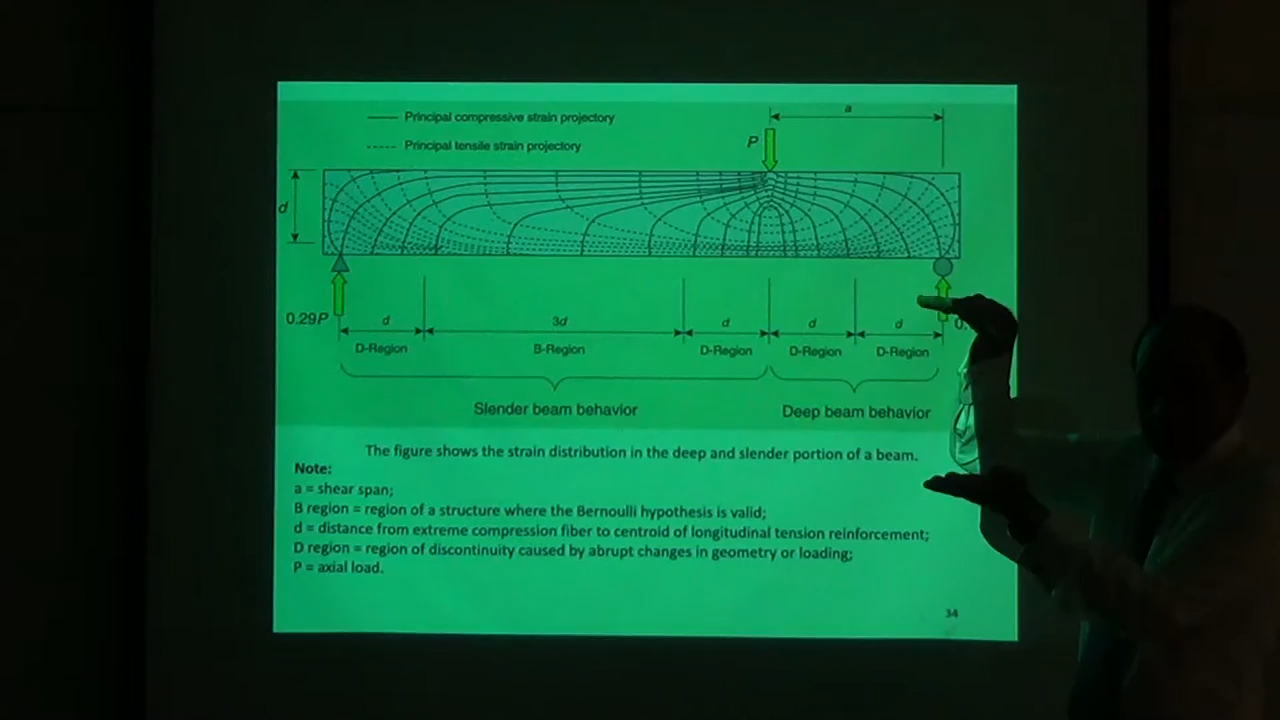 Principal compressive strain projectory
Principal tensile strain projectory
a
P
d
0.29P
d
3d
d
d
d
0.
D-Region
B-Region
D-Region
D-Region
D-Region
Slender beam behavior
Deep beam behavior
The figure shows the strain distribution in the deep and slender portion of a beam.
Note:
a = shear span;
B region = region of a structure where the Bernoulli hypothesis is valid;
d = distance from extreme compression fiber to centroid of longitudinal tension reinforcement;
D region = region of discontinuity caused by abrupt changes in geometry or loading;
P = axial load.
34